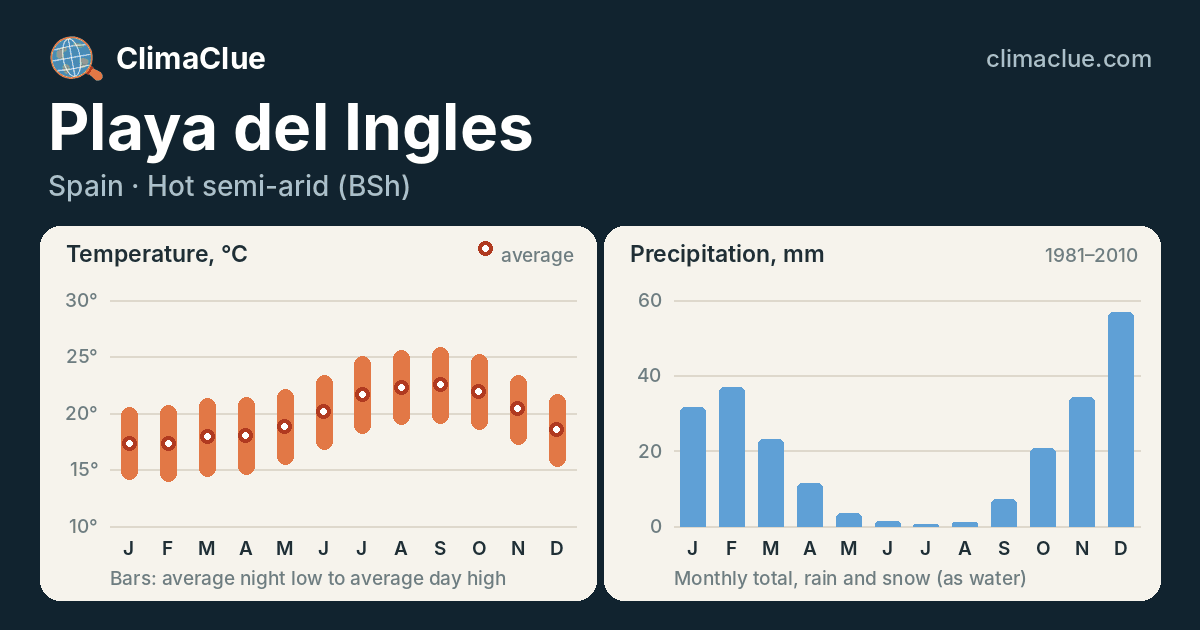 ClimaClue
climaclue.com
Playa del Ingles
Spain · Hot semi-arid (BSh)
Temperature, °C
average
30°
25°
20°
15°
10°
J F M A M J J A S O N D
Bars: average night low to average day high
Precipitation, mm
1981–2010
60
40
20
0
J F M A M J J A S O N D
Monthly total, rain and snow (as water)